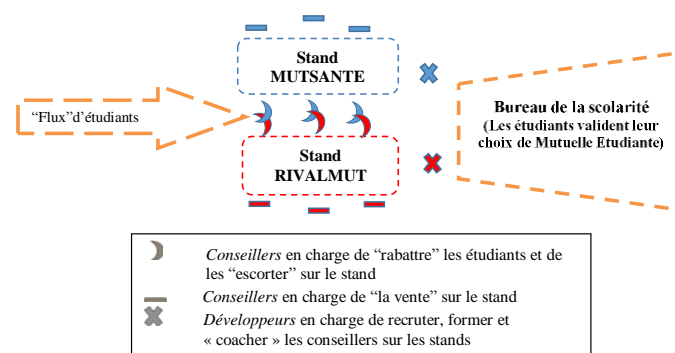 Stand
MUTSANTE
“Flux”d’étudiants
Bureau de la scolarité
(Les étudiants valident leur
choix de Mutuelle Etudiante)
Stand
RIVALMUT
Conseillers en charge de “rabattre” les étudiants et de
les “escorter” sur le stand
Conseillers en charge de “la vente” sur le stand
Développeurs en charge de recruter, former et
« coacher » les conseillers sur les stands